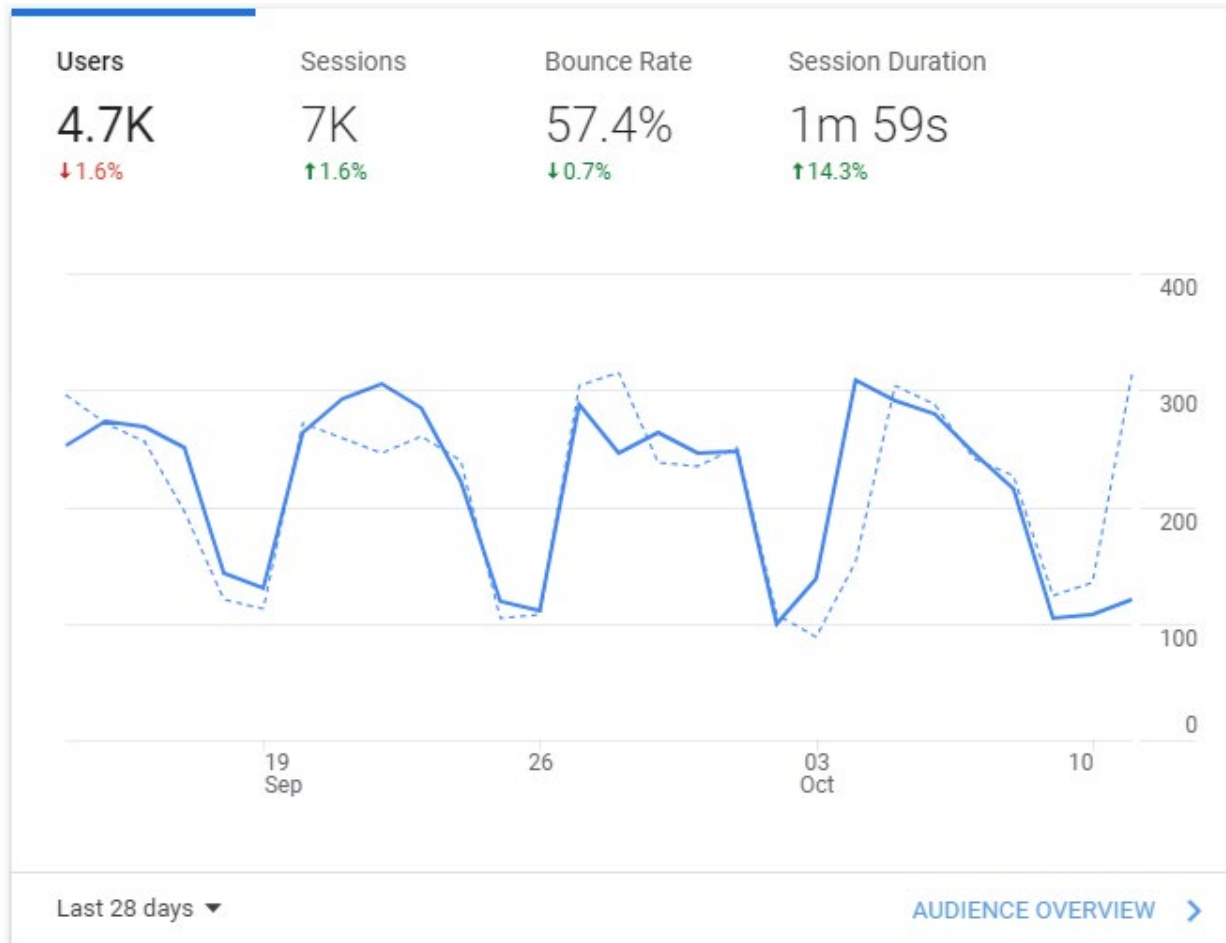 Users Sessions Bounce Rate Session Duration
4.7K 7K 57.4% 1m 59s
↓1.6% ↑1.6% ↓0.7% ↑14.3%
400
300
200
100
0
19 26 03 10
Sep Oct
Last 28 days AUDIENCE OVERVIEW